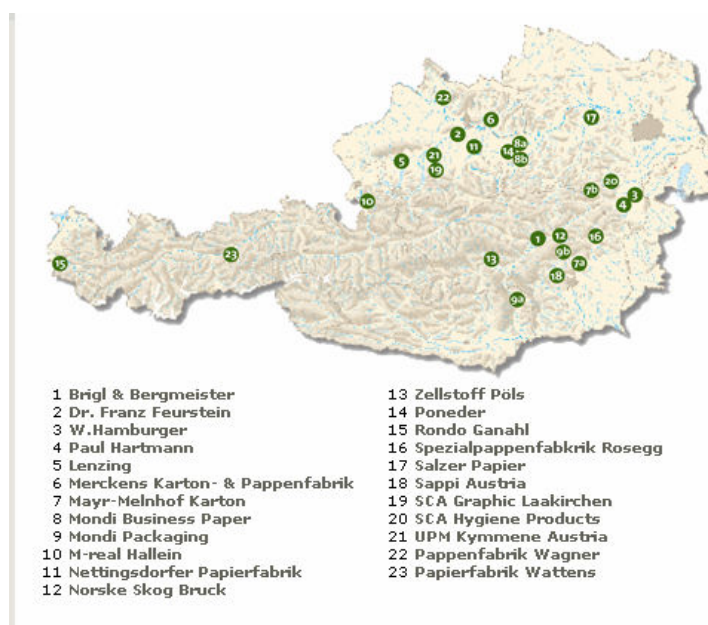 22
17
6
2
8a
11
14
21
8b
5
19
20
7b
3
10
4
1
12
16
9b
23
13
7a
15
18
9a
1 Brigl & Bergmeister
2 Dr. Franz Feurstein
3 W.Hamburger
4 Paul Hartmann
5 Lenzing
6 Merckens Karton- & Pappenfabrik
7 Mayr-Melnhof Karton
8 Mondi Business Paper
9 Mondi Packaging
10 M-real Hallein
11 Nettingsdorfer Papierfabrik
12 Norske Skog Bruck
13 Zellstoff Pöls
14 Poneder
15 Rondo Ganahl
16 Spezialpappenfabkrik Rosegg
17 Salzer Papier
18 Sappi Austria
19 SCA Graphic Laakirchen
20 SCA Hygiene Products
21 UPM Kymmene Austria
22 Pappenfabrik Wagner
23 Papierfabrik Wattens